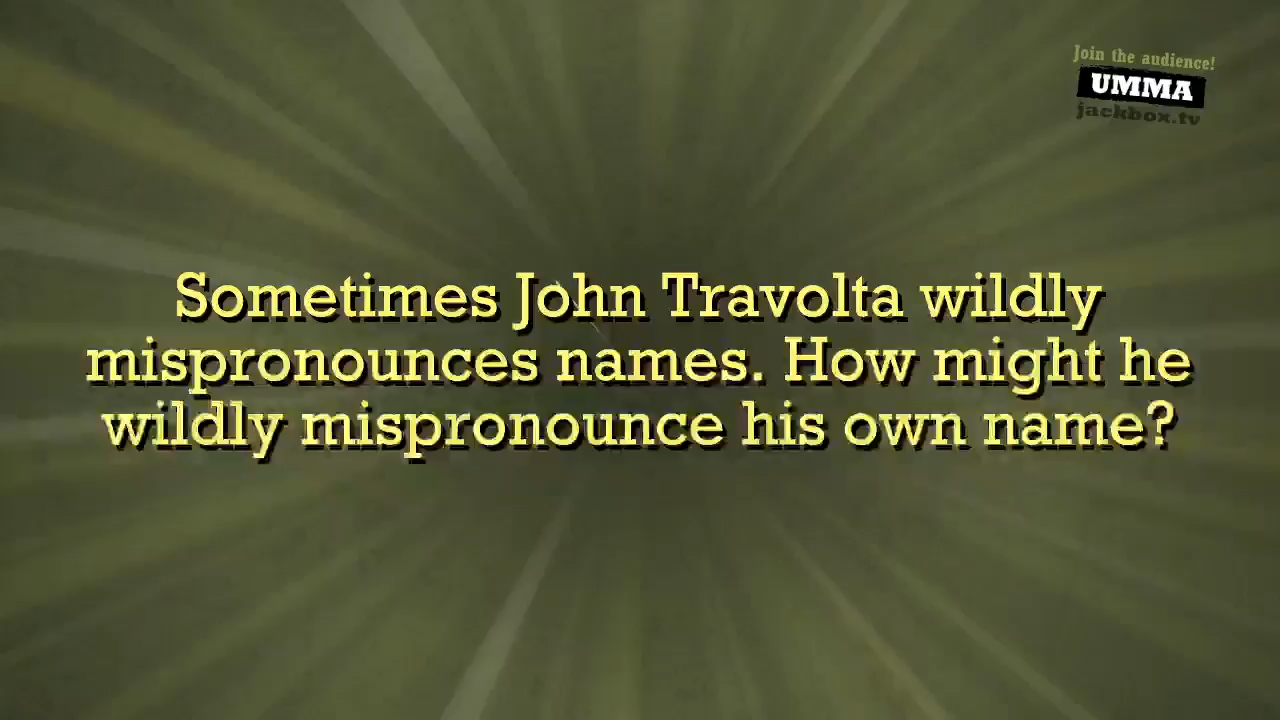 Join the audience!
UMMA
jackbox.tv
Sometimes John Travolta wildly
mispronounces names. How might he
wildly mispronounce his own name?